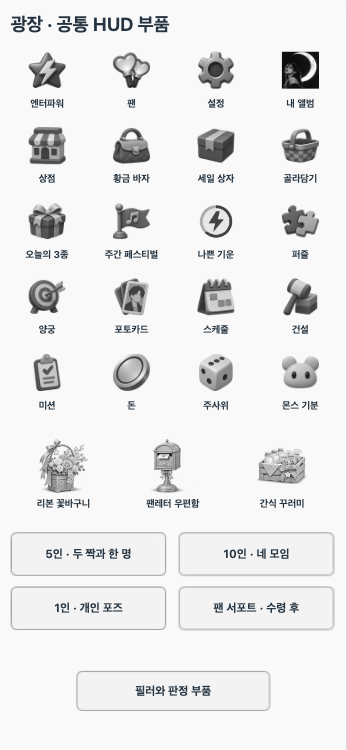 광장 · 공통 HUD 부품
엔터파워 팬 설정 내 앨범
상점 황금 바자 세일 상자 골라담기
오늘의 3종 주간 페스티벌 나쁜 기운 퍼즐
양궁 포토카드 스케줄 건설
미션 돈 주사위 몬스 기분
리본 꽃바구니 팬레터 우편함 간식 꾸러미
5인 · 두 짝과 한 명 10인 · 네 모임
1인 · 개인 포즈 팬 서포트 · 수령 후
필러와 판정 부품